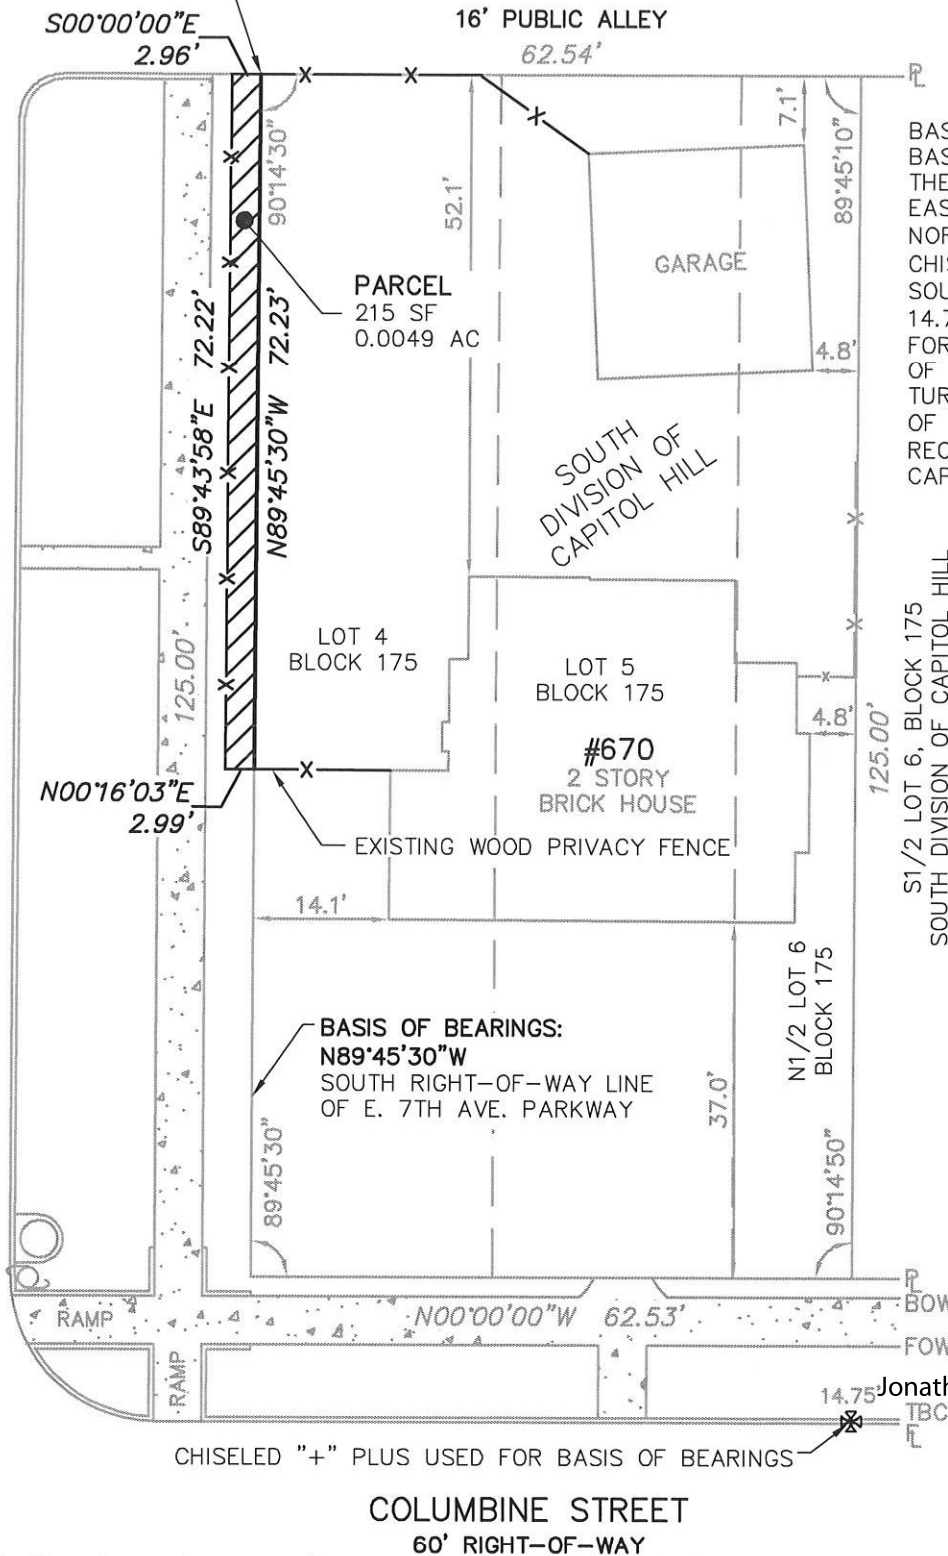 16' PUBLIC ALLEY
62.54'
S00°00'00"E
2.96'
PL
7.1'
89°45'10"
90°14'30"
52.1'
GARAGE
4.8'
PARCEL
215 SF
0.0049 AC
S89°43'58"E 72.22'
N89°45'30"W 72.23'
SOUTH
DIVISION OF
CAPITOL HILL
BAS
BAS
THE
EAS
NOR
CHIS
SOU
14.7
FOR
OF
TUR
OF
REC
CAP
125.00'
LOT 4
BLOCK 175
LOT 5
BLOCK 175
#670
2 STORY
BRICK HOUSE
4.8'
125.00'
S1/2 LOT 6, BLOCK 175
SOUTH DIVISION OF CAPITOL HILL
N00°16'03"E
2.99'
EXISTING WOOD PRIVACY FENCE
14.1'
N1/2 LOT 6
BLOCK 175
BASIS OF BEARINGS:
N89°45'30"W
SOUTH RIGHT-OF-WAY LINE
OF E. 7TH AVE. PARKWAY
37.0'
89°45'30"
90°14'50"
PL
BOW
RAMP
N00°00'00"W 62.53'
FOW
RAMP
14.75'
Jonath
TBC
FL
CHISELED "+" PLUS USED FOR BASIS OF BEARINGS
COLUMBINE STREET
60' RIGHT-OF-WAY